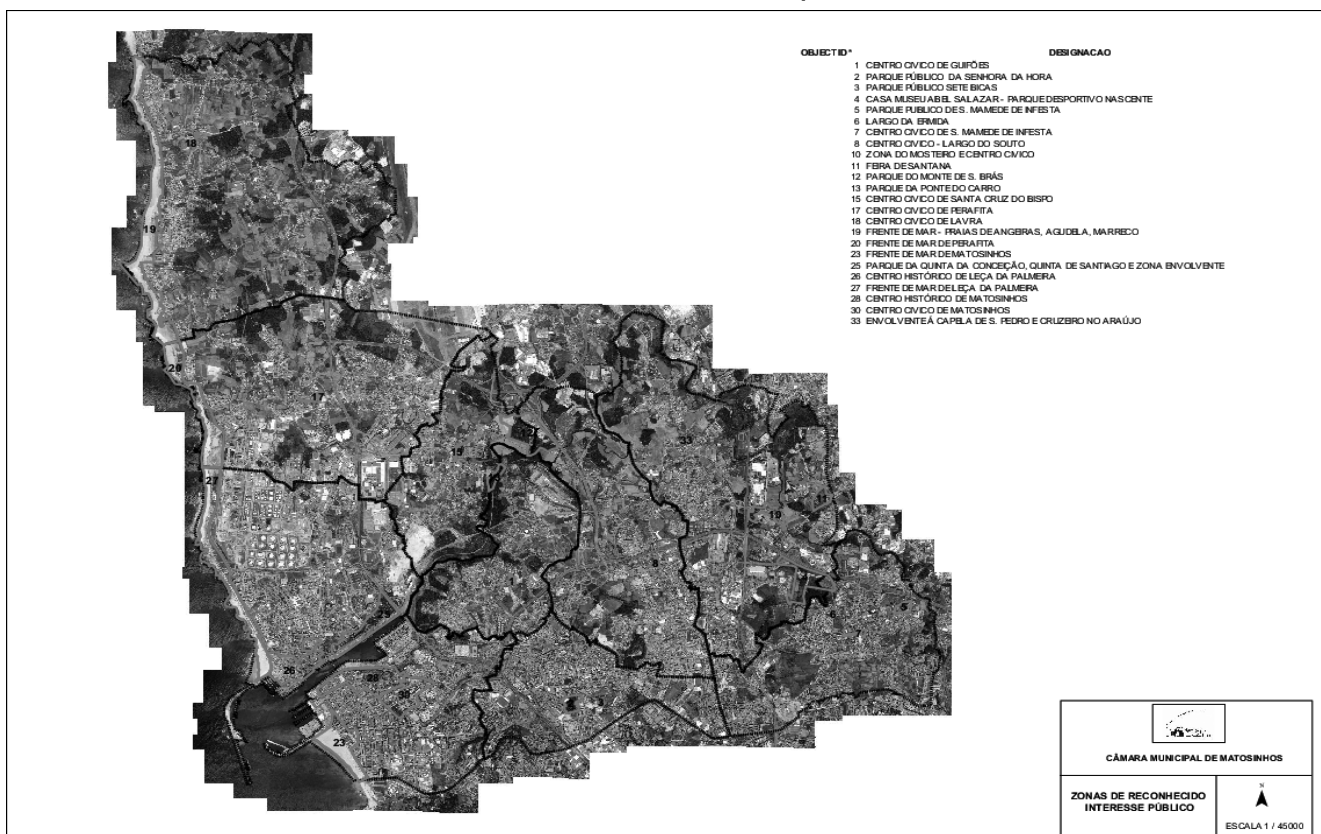 OBJECTID* DESIGNACAO
1 CENTRO CIVICO DE GUIFÕES
2 PARQUE PÚBLICO DA SENHORA DA HORA
3 PARQUE PÚBLICO SETE BICAS
4 CASA MUSEU ABEL SALAZAR - PARQUE DESPORTIVO NASCENTE
5 PARQUE PUBLICO DE S. MAMEDE DE INFESTA
6 LARGO DA ERMIDA
7 CENTRO CIVICO DE S. MAMEDE DE INFESTA
8 CENTRO CIVICO - LARGO DO SOUTO
10 ZONA DO MOSTEIRO E CENTRO CIVICO
11 FEIRA DE SANTANA
12 PARQUE DO MONTE DE S. BRÁS
13 PARQUE DA PONTE DO CARRO
15 CENTRO CIVICO DE SANTA CRUZ DO BISPO
17 CENTRO CIVICO DE PERAFITA
18 CENTRO CIVICO DE LAVRA
19 FRENTE DE MAR - PRAIAS DE ANGEIRAS, AGUDELA, MARRECO
20 FRENTE DE MAR DE PERAFITA
23 FRENTE DE MAR DE MATOSINHOS
25 PARQUE DA QUINTA DA CONCEIÇÃO, QUINTA DE SANTIAGO E ZONA ENVOLVENTE
26 CENTRO HISTÓRICO DE LEÇA DA PALMEIRA
27 FRENTE DE MAR DE LEÇA DA PALMEIRA
28 CENTRO HISTÓRICO DE MATOSINHOS
30 CENTRO CIVICO DE MATOSINHOS
33 ENVOLVENTE Á CAPELA DE S. PEDRO E CRUZEIRO NO ARAÚJO
18
19
20
17
33
15
27
11
8
1
25
5
6
26
28
30
23
CÂMARA MUNICIPAL DE MATOSINHOS
ZONAS DE RECONHECIDO
INTERESSE PÚBLICO
N
ESCALA 1 / 45000